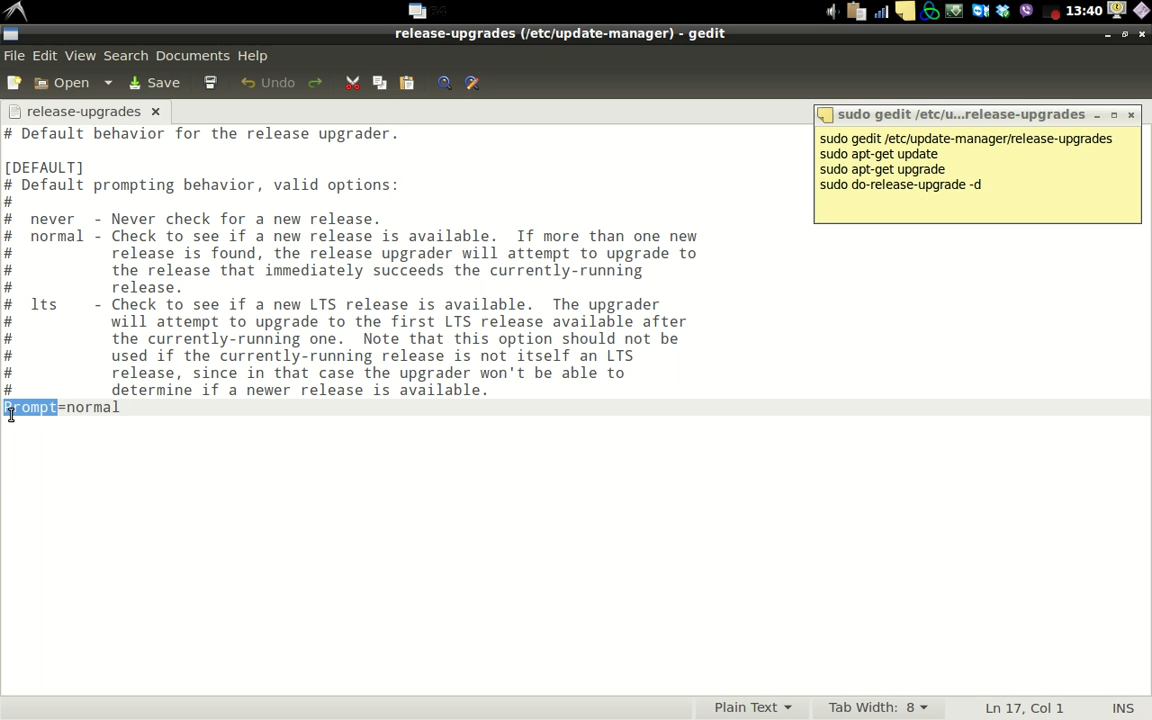 13:40
release-upgrades (/etc/update-manager) - gedit
File Edit View Search Documents Help
Open Save Undo
release-upgrades
# Default behavior for the release upgrader.
[DEFAULT]
# Default prompting behavior, valid options:
#
#  never  - Never check for a new release.
#  normal - Check to see if a new release is available.  If more than one new
#           release is found, the release upgrader will attempt to upgrade to
#           the release that immediately succeeds the currently-running
#           release.
#  lts    - Check to see if a new LTS release is available.  The upgrader
#           will attempt to upgrade to the first LTS release available after
#           the currently-running one.  Note that this option should not be
#           used if the currently-running release is not itself an LTS
#           release, since in that case the upgrader won't be able to
#           determine if a newer release is available.
Prompt=normal
sudo gedit /etc/u...release-upgrades
sudo gedit /etc/update-manager/release-upgrades
sudo apt-get update
sudo apt-get upgrade
sudo do-release-upgrade -d
Plain Text Tab Width: 8 Ln 17, Col 1 INS